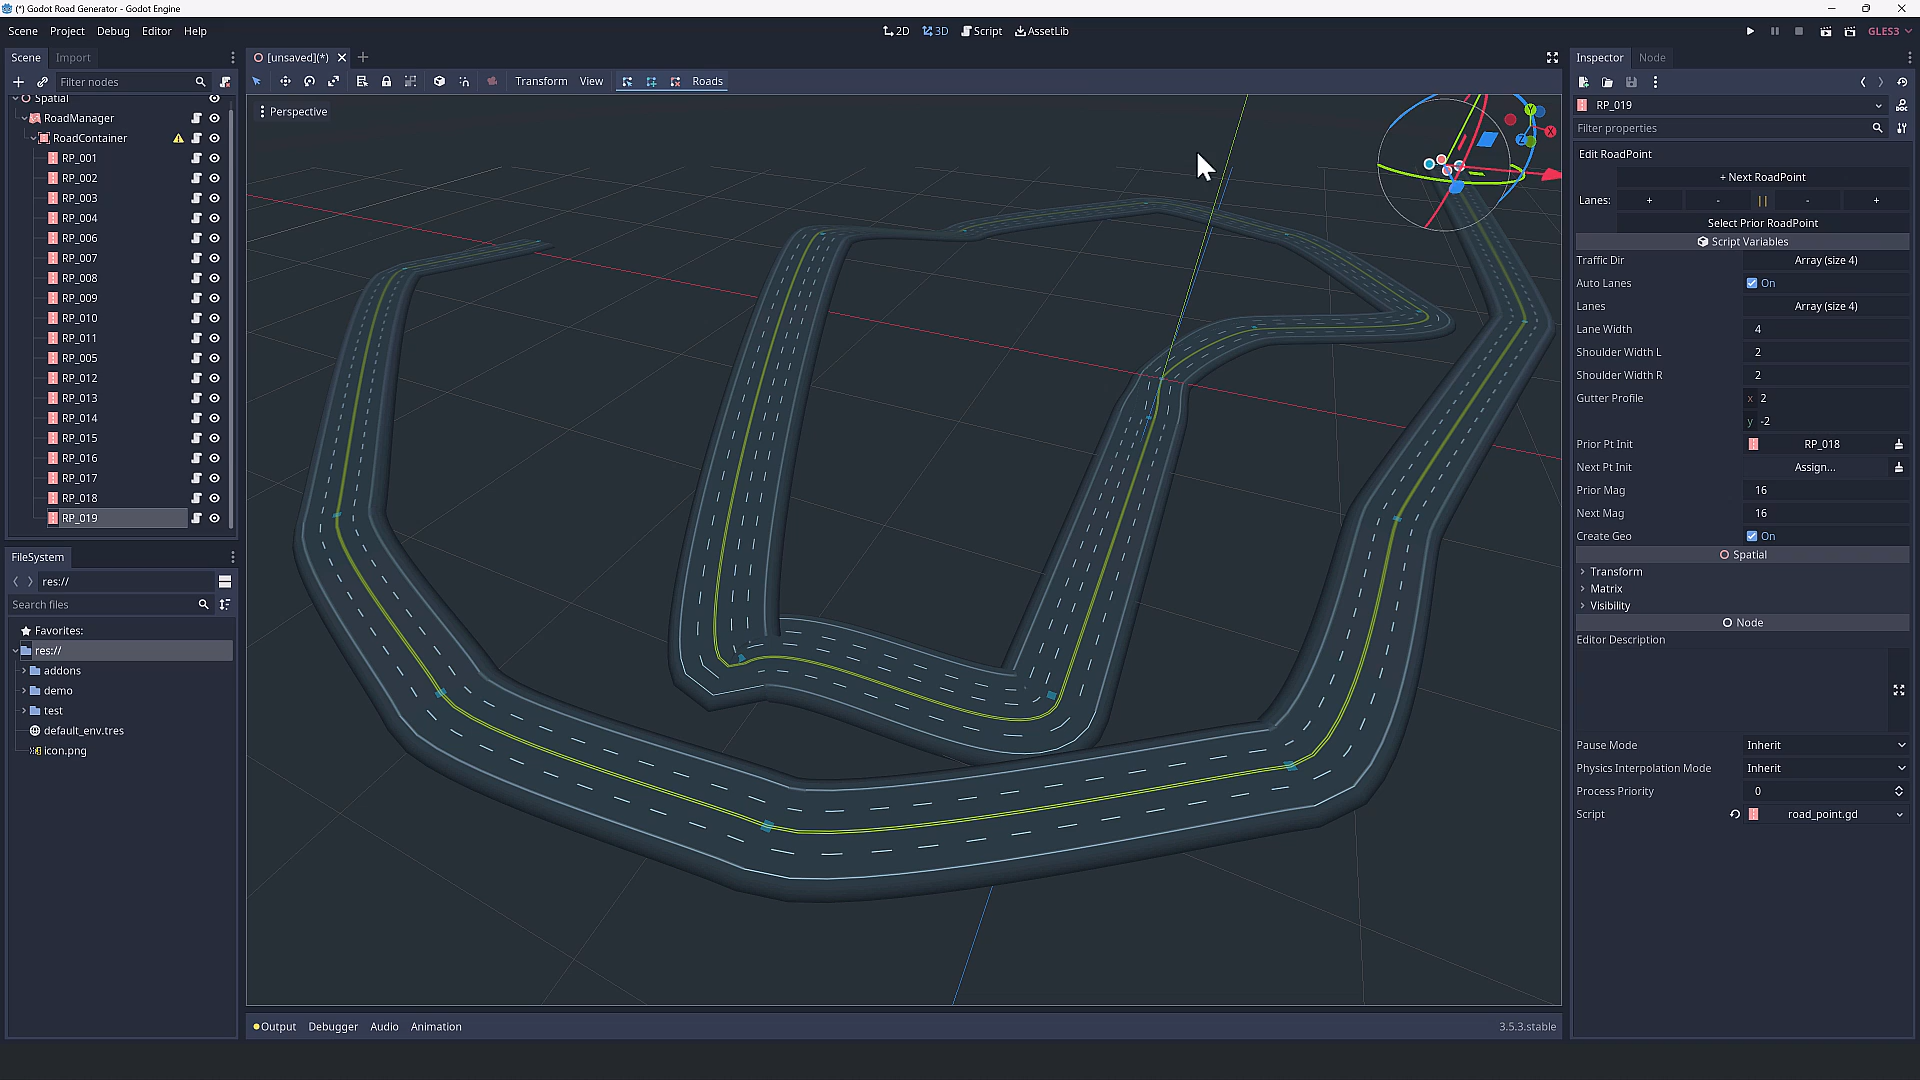 (*) Godot Road Generator - Godot Engine
Scene Project Debug Editor Help
2D 3D Script AssetLib
GLES3
Scene Import
Filter nodes
Spatial
RoadManager
RoadContainer
RP_001
RP_002
RP_003
RP_004
RP_006
RP_007
RP_008
RP_009
RP_010
RP_011
RP_005
RP_012
RP_013
RP_014
RP_015
RP_016
RP_017
RP_018
RP_019
FileSystem
res://
Search files
Favorites:
res://
addons
demo
test
default_env.tres
icon.png
[unsaved](*)
Transform View Roads
Perspective
Y
X
Z
Output Debugger Audio Animation
3.5.3.stable
Inspector Node
RP_019
Filter properties
Edit RoadPoint
+ Next RoadPoint
Lanes: + - || - +
Select Prior RoadPoint
Script Variables
Traffic Dir Array (size 4)
Auto Lanes On
Lanes Array (size 4)
Lane Width 4
Shoulder Width L 2
Shoulder Width R 2
Gutter Profile x 2
y -2
Prior Pt Init RP_018
Next Pt Init Assign...
Prior Mag 16
Next Mag 16
Create Geo On
Spatial
Transform
Matrix
Visibility
Node
Editor Description
Pause Mode Inherit
Physics Interpolation Mode Inherit
Process Priority 0
Script road_point.gd